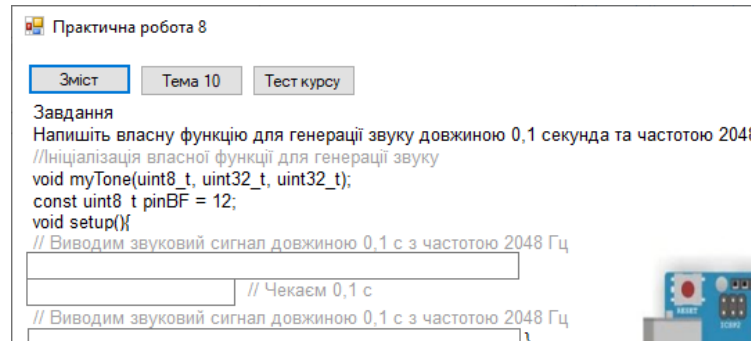 Практична робота 8
Зміст Тема 10 Тест курсу
Завдання
Напишіть власну функцію для генерації звуку довжиною 0,1 секунда та частотою 2048
//Ініціалізація власної функції для генерації звуку
void myTone(uint8_t, uint32_t, uint32_t);
const uint8_t pinBF = 12;
void setup(){
// Виводим звуковий сигнал довжиною 0,1 с з частотою 2048 Гц
// Чекаєм 0,1 с
// Виводим звуковий сигнал довжиною 0,1 с з частотою 2048 Гц
}
RESET
ICSP2